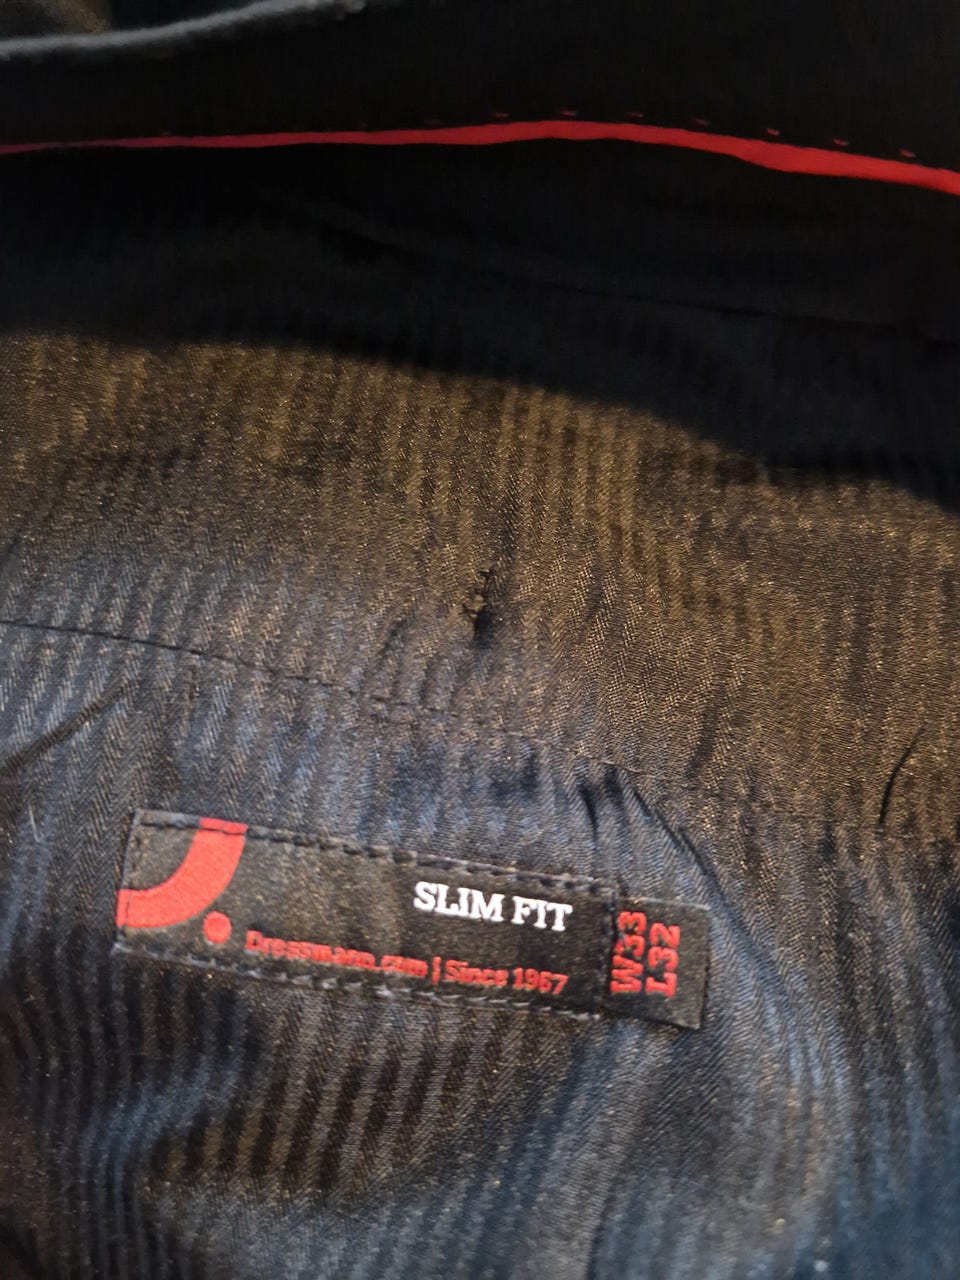 SLIM FIT
Dressmann.com | Since 1967
W33
L32